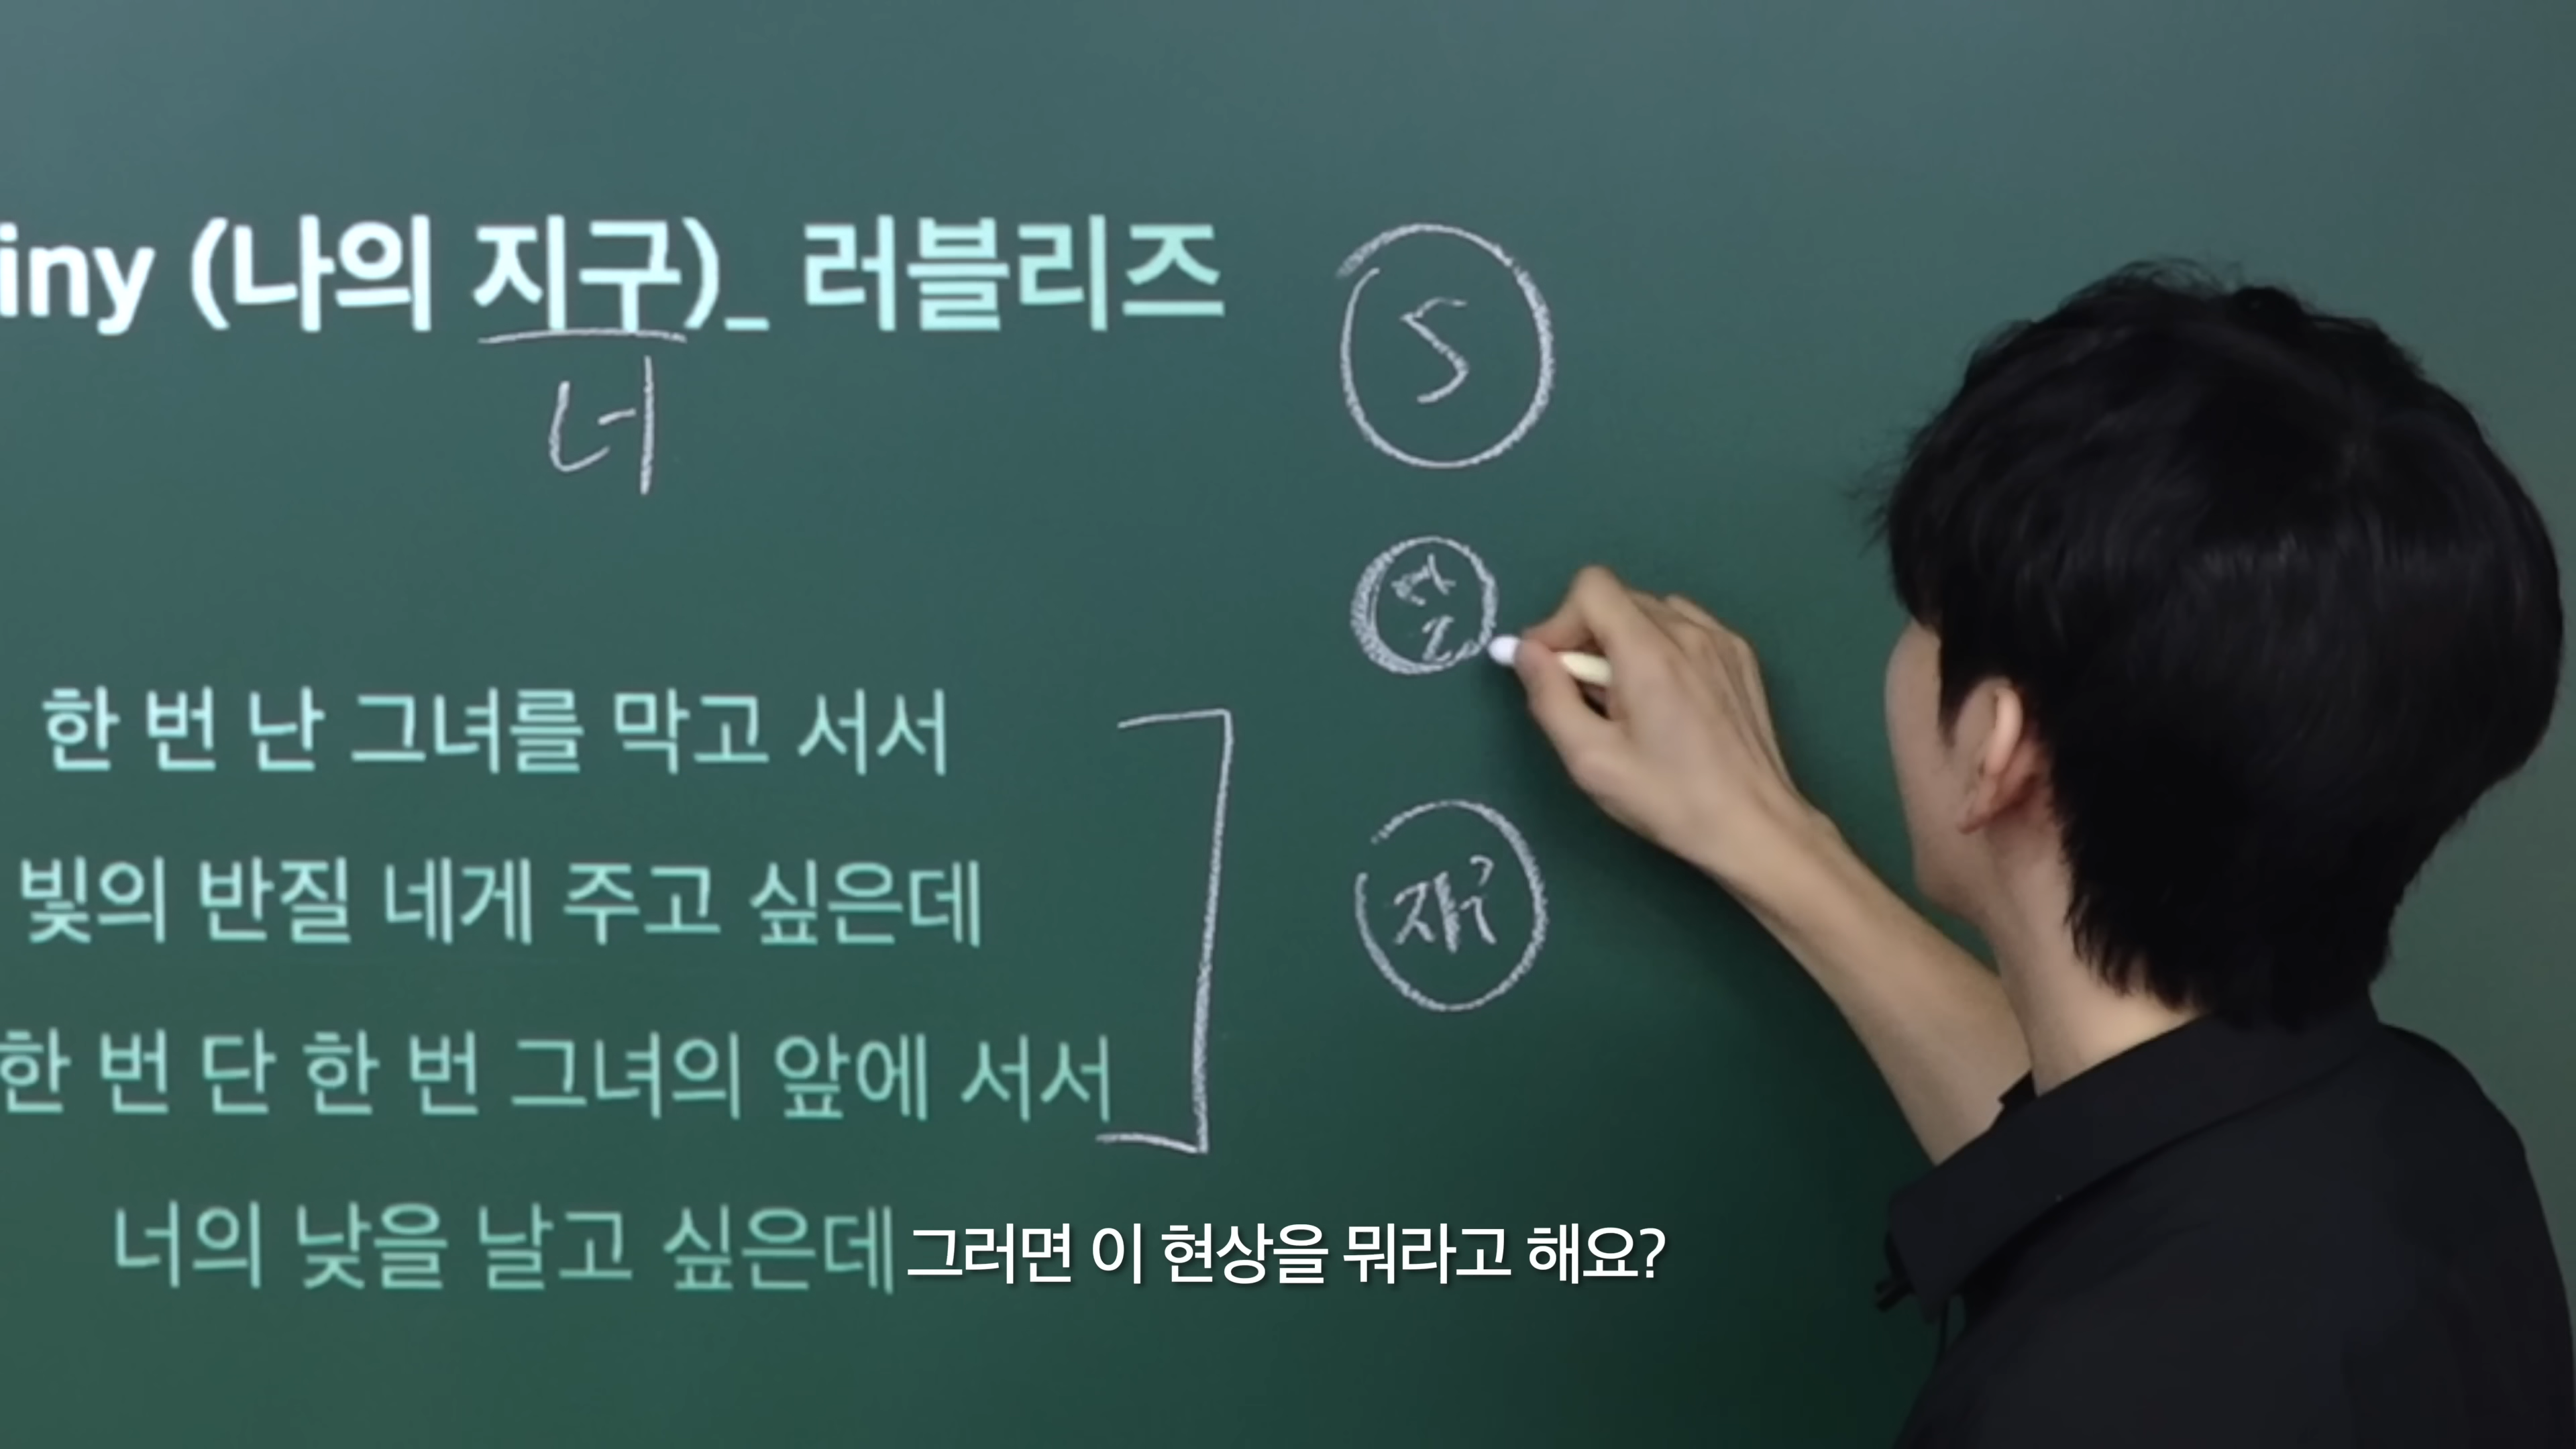 iny (나의 지구)_ 러블리즈
너
S
달
지구
한 번 난 그녀를 막고 서서
빛의 반질 네게 주고 싶은데
한 번 단 한 번 그녀의 앞에 서서
너의 낮을 날고 싶은데
그러면 이 현상을 뭐라고 해요?